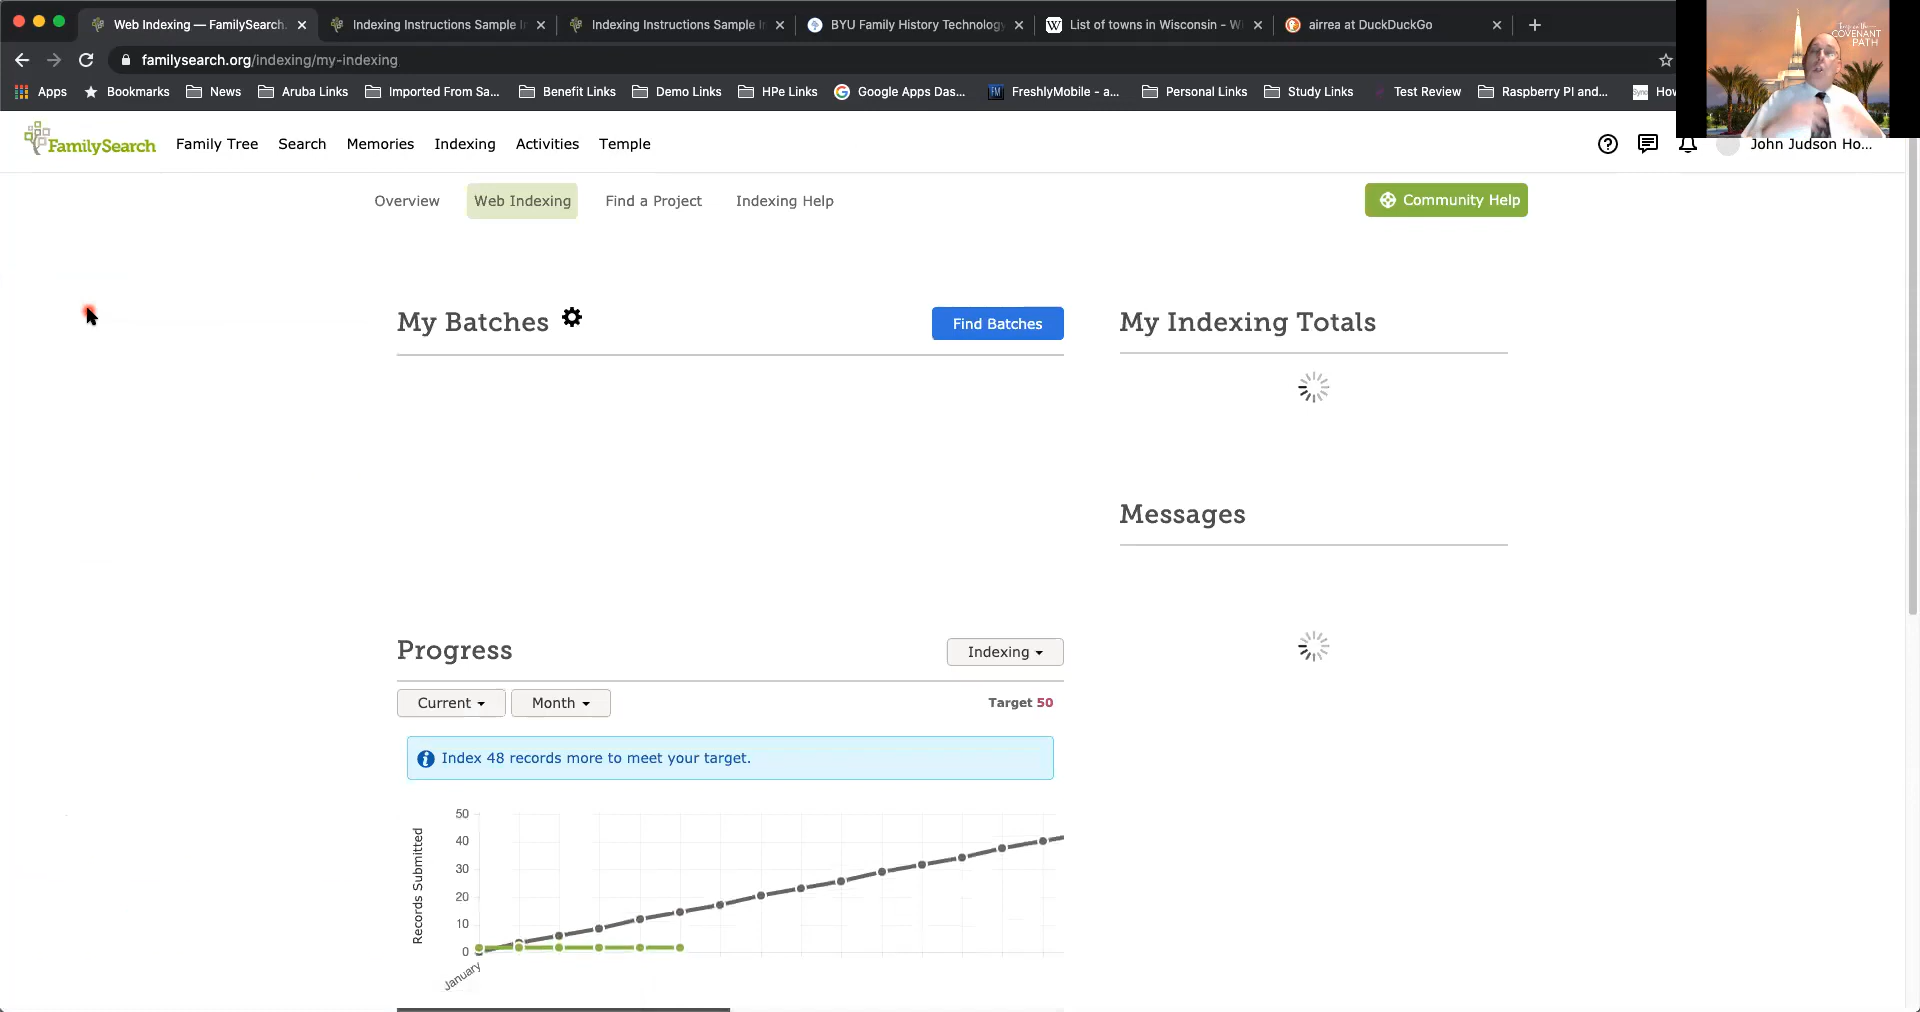 Web Indexing — FamilySearch.
Indexing Instructions Sample I
Indexing Instructions Sample I
BYU Family History Technology
List of towns in Wisconsin - Wi
airrea at DuckDuckGo
familysearch.org/indexing/my-indexing
Apps
Bookmarks
News
Aruba Links
Imported From Sa...
Benefit Links
Demo Links
HPe Links
Google Apps Das...
FM
FreshlyMobile - a...
Personal Links
Study Links
Test Review
Raspberry PI and...
Sync
How
COVENANT
PATH
FamilySearch
Family Tree
Search
Memories
Indexing
Activities
Temple
John Judson Ho...
Overview
Web Indexing
Find a Project
Indexing Help
Community Help
My Batches
Find Batches
My Indexing Totals
Messages
Progress
Indexing
Current
Month
Target 50
Index 48 records more to meet your target.
Records Submitted
50
40
30
20
10
0
January